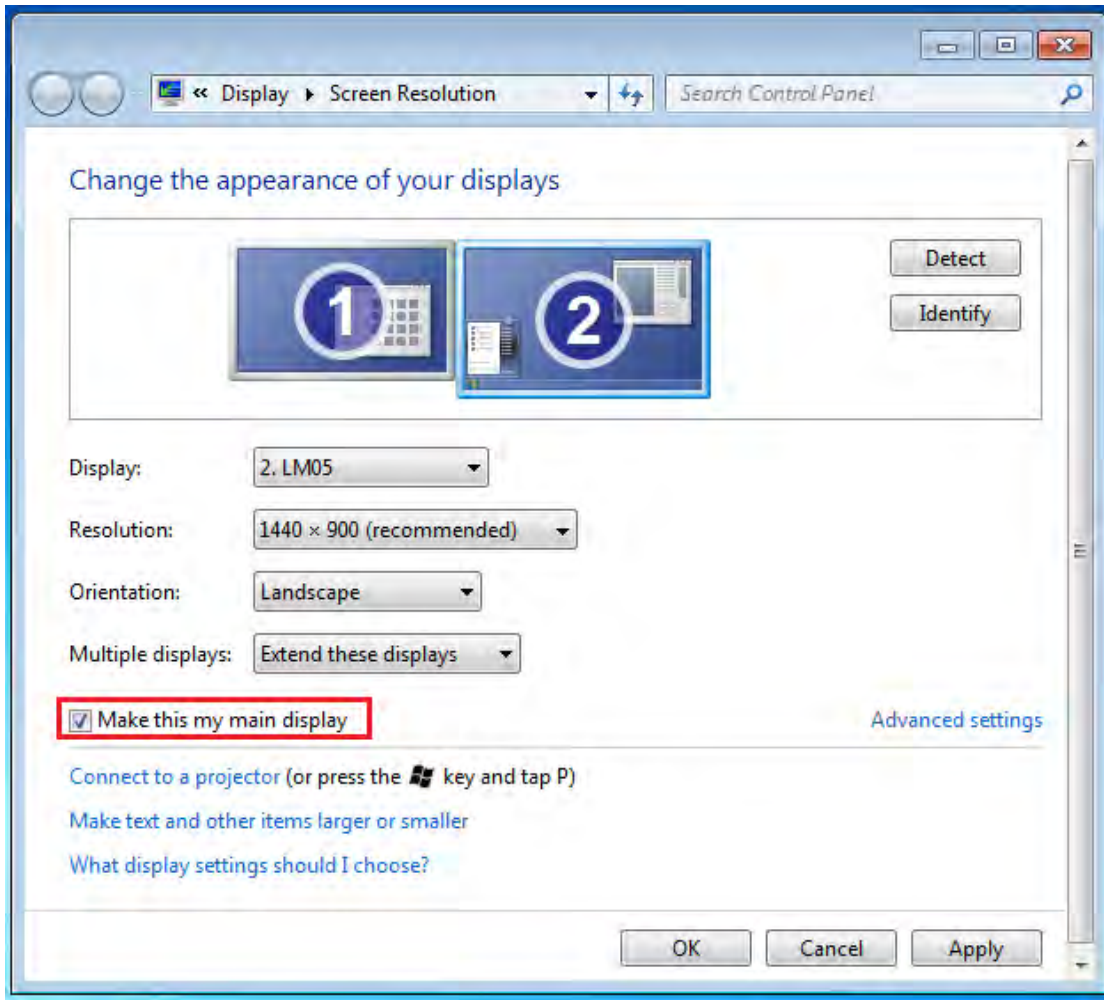 « Display ▸ Screen Resolution
Search Control Panel
Change the appearance of your displays
1
2
Detect
Identify
Display:
2. LM05
Resolution:
1440 × 900 (recommended)
Orientation:
Landscape
Multiple displays:
Extend these displays
Make this my main display
Advanced settings
Connect to a projector (or press the key and tap P)
Make text and other items larger or smaller
What display settings should I choose?
OK
Cancel
Apply